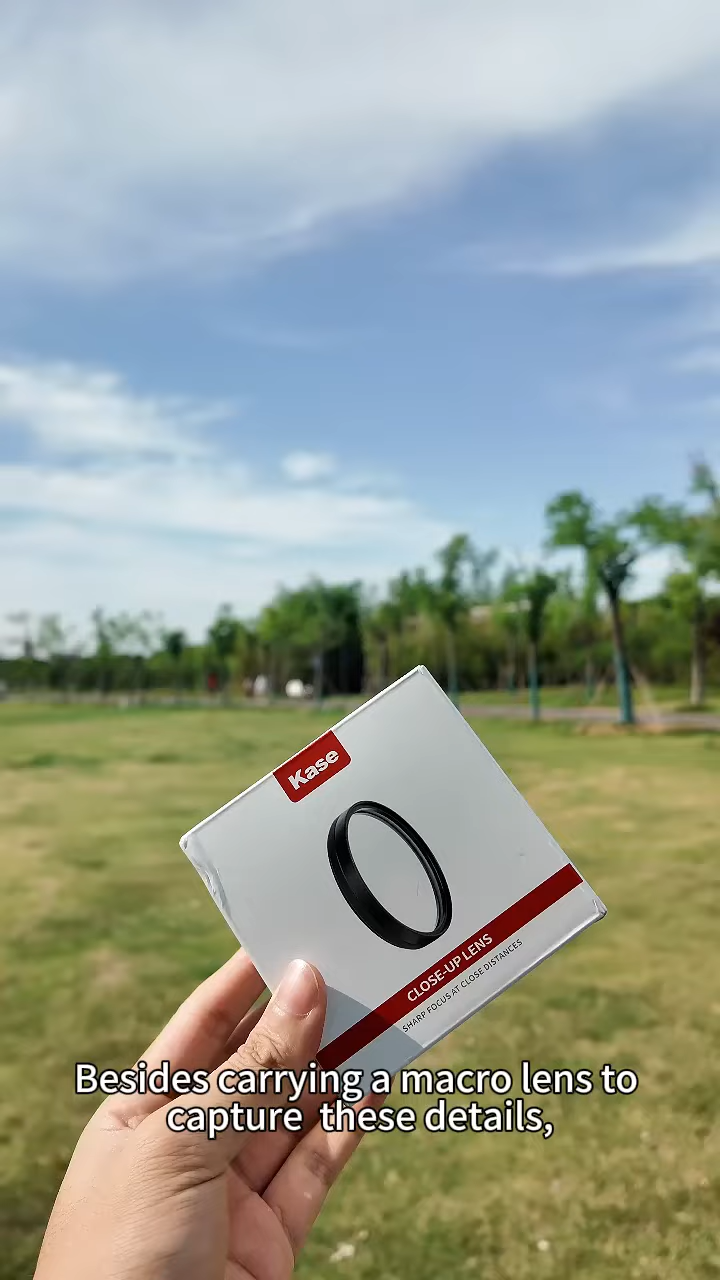 Kase
CLOSE-UP LENS
SHARP FOCUS AT CLOSE DISTANCES
Besides carrying a macro lens to
capture these details,